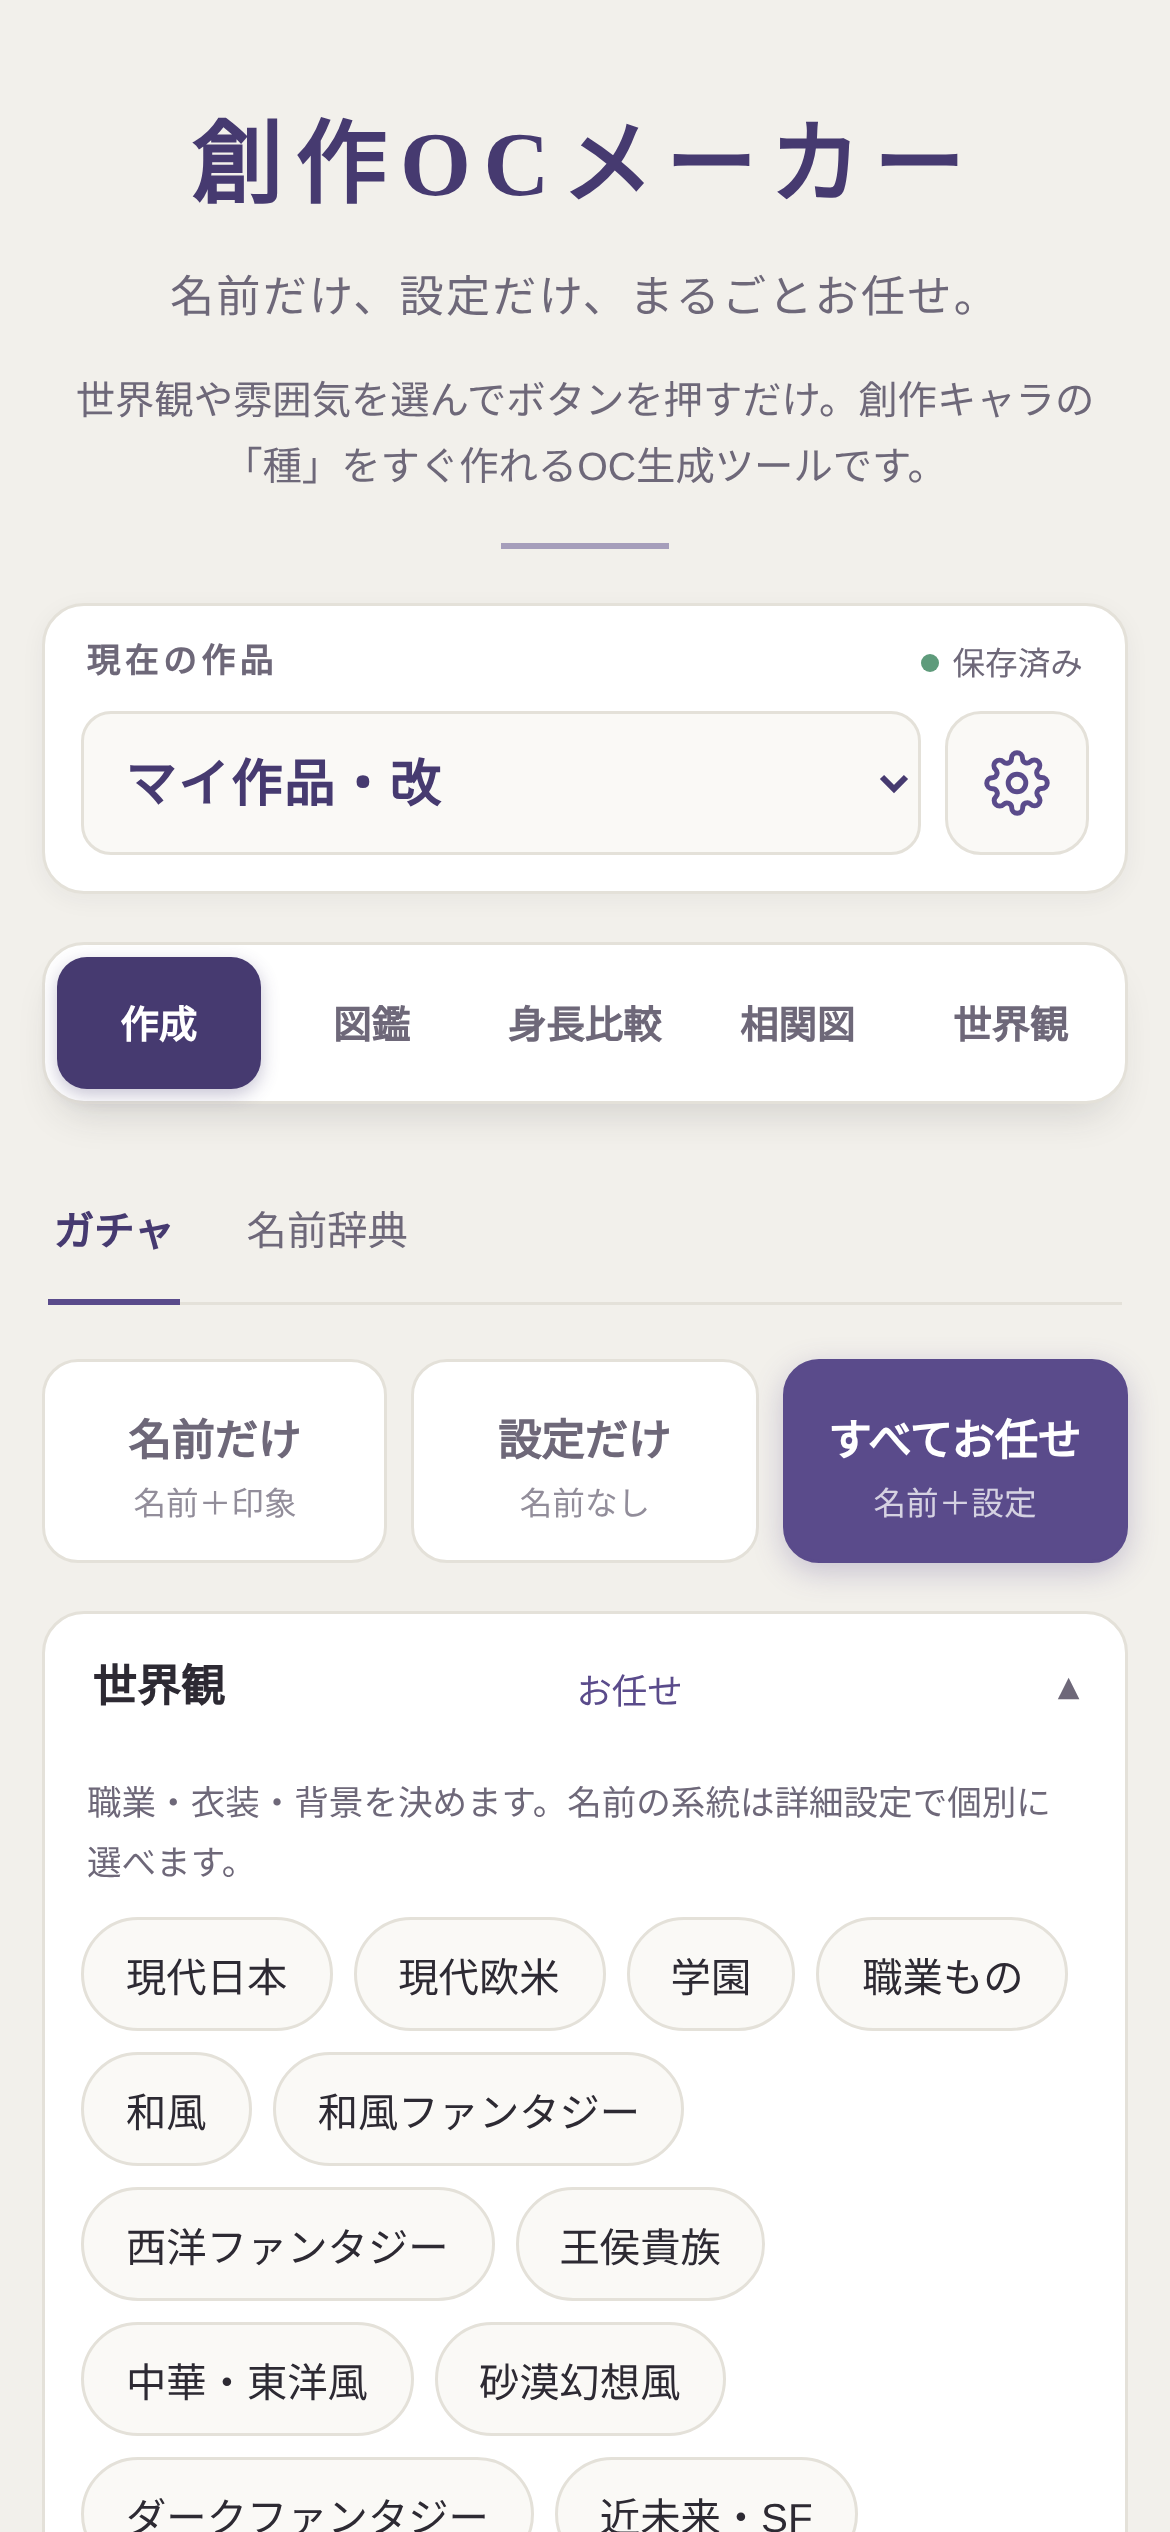 創作OCメーカー
名前だけ、設定だけ、まるごとお任せ。
世界観や雰囲気を選んでボタンを押すだけ。創作キャラの
「種」をすぐ作れるOC生成ツールです。
現在の作品
保存済み
マイ作品・改
作成 図鑑 身長比較 相関図 世界観
ガチャ 名前辞典
名前だけ 設定だけ すべてお任せ
名前＋印象 名前なし 名前＋設定
世界観 お任せ ▲
職業・衣装・背景を決めます。名前の系統は詳細設定で個別に
選べます。
現代日本 現代欧米 学園 職業もの
和風 和風ファンタジー
西洋ファンタジー 王侯貴族
中華・東洋風 砂漠幻想風
ダークファンタジー 近未来・SF